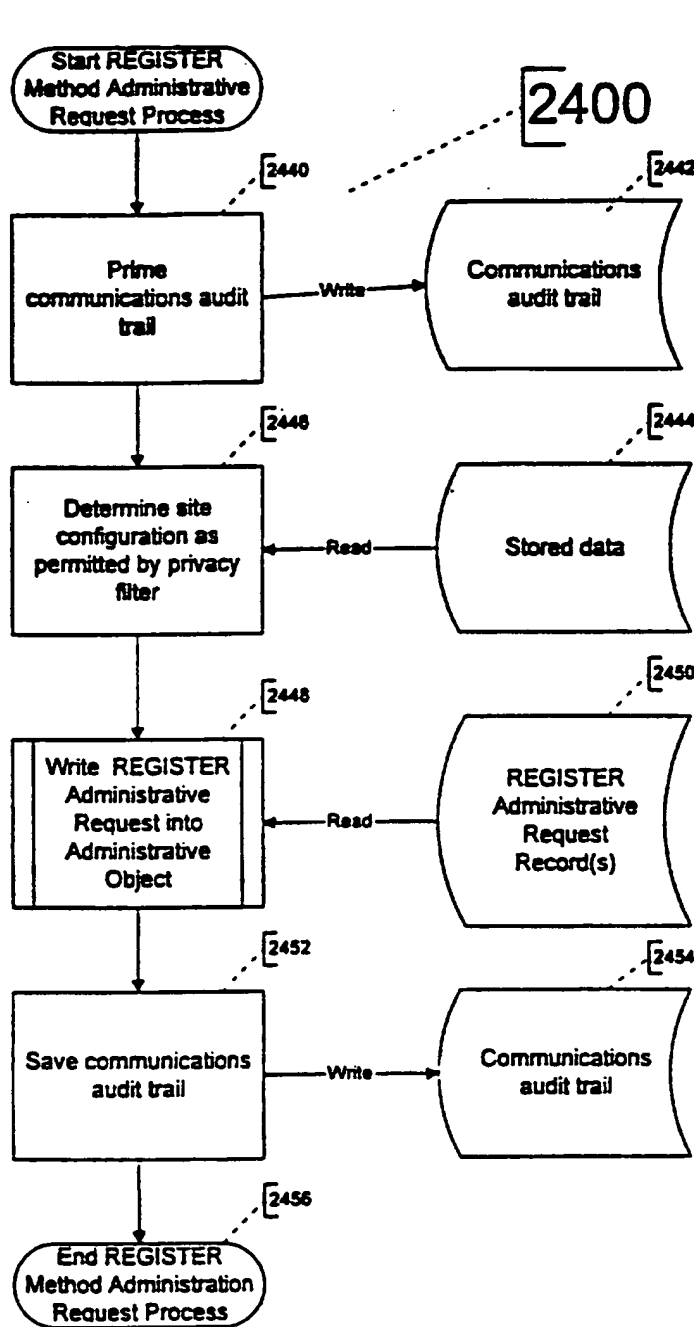 Start REGISTER
Method Administrative
Request Process
2400
2440
2442
Prime
communications audit
trail
Write
Communications
audit trail
2446
2444
Determine site
configuration as
permitted by privacy
filter
Read
Stored data
2448
2450
Write REGISTER
Administrative
Request into
Administrative
Object
Read
REGISTER
Administrative
Request
Record(s)
2452
2454
Save communications
audit trail
Write
Communications
audit trail
2456
End REGISTER
Method Administration
Request Process